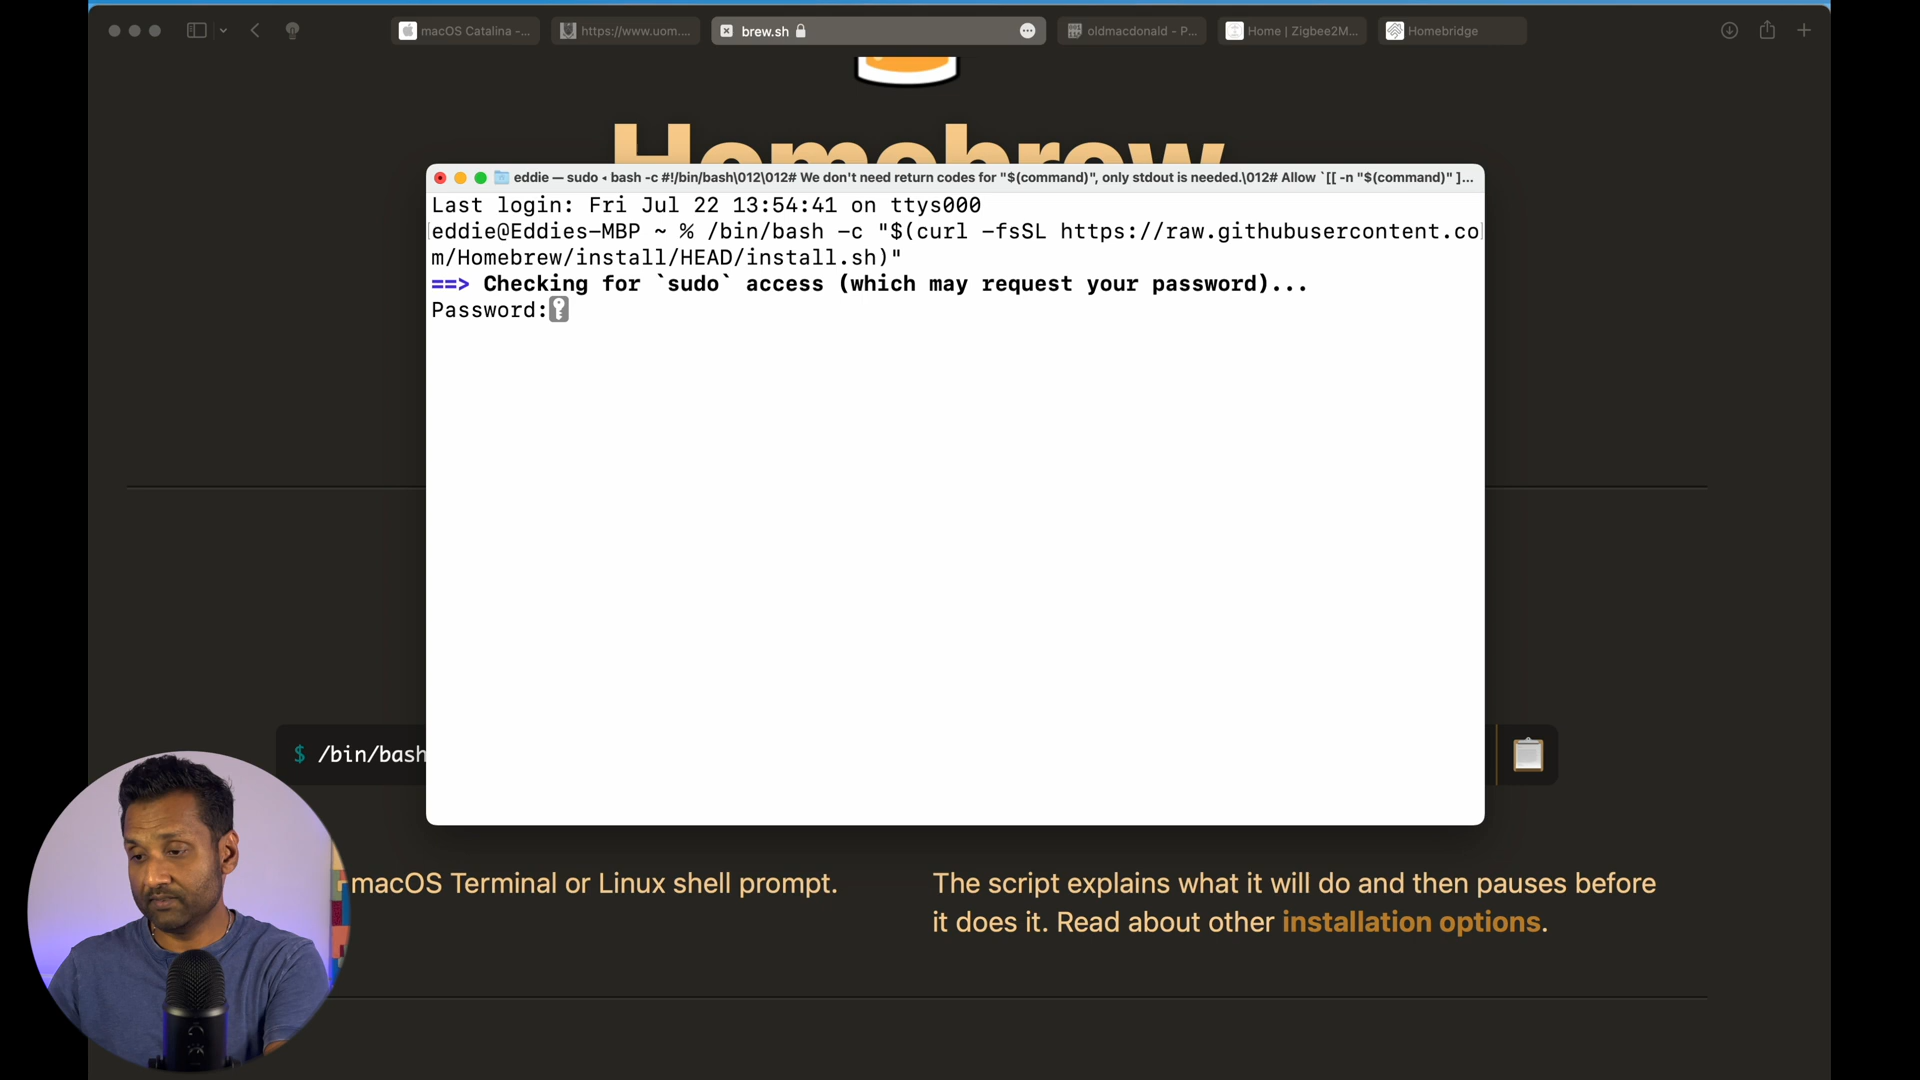 macOS Catalina -...
https://www.uom....
brew.sh
oldmacdonald - P...
Home | Zigbee2M...
Homebridge
Homebrew
eddie — sudo ◂ bash -c #!/bin/bash\012\012# We don't need return codes for "$(command)", only stdout is needed.\012# Allow `[[ -n "$(command)" ]...
Last login: Fri Jul 22 13:54:41 on ttys000
eddie@Eddies-MBP ~ % /bin/bash -c "$(curl -fsSL https://raw.githubusercontent.co
m/Homebrew/install/HEAD/install.sh)"
==> Checking for `sudo` access (which may request your password)...
Password:
$ /bin/bash
macOS Terminal or Linux shell prompt.
The script explains what it will do and then pauses before
it does it. Read about other installation options.